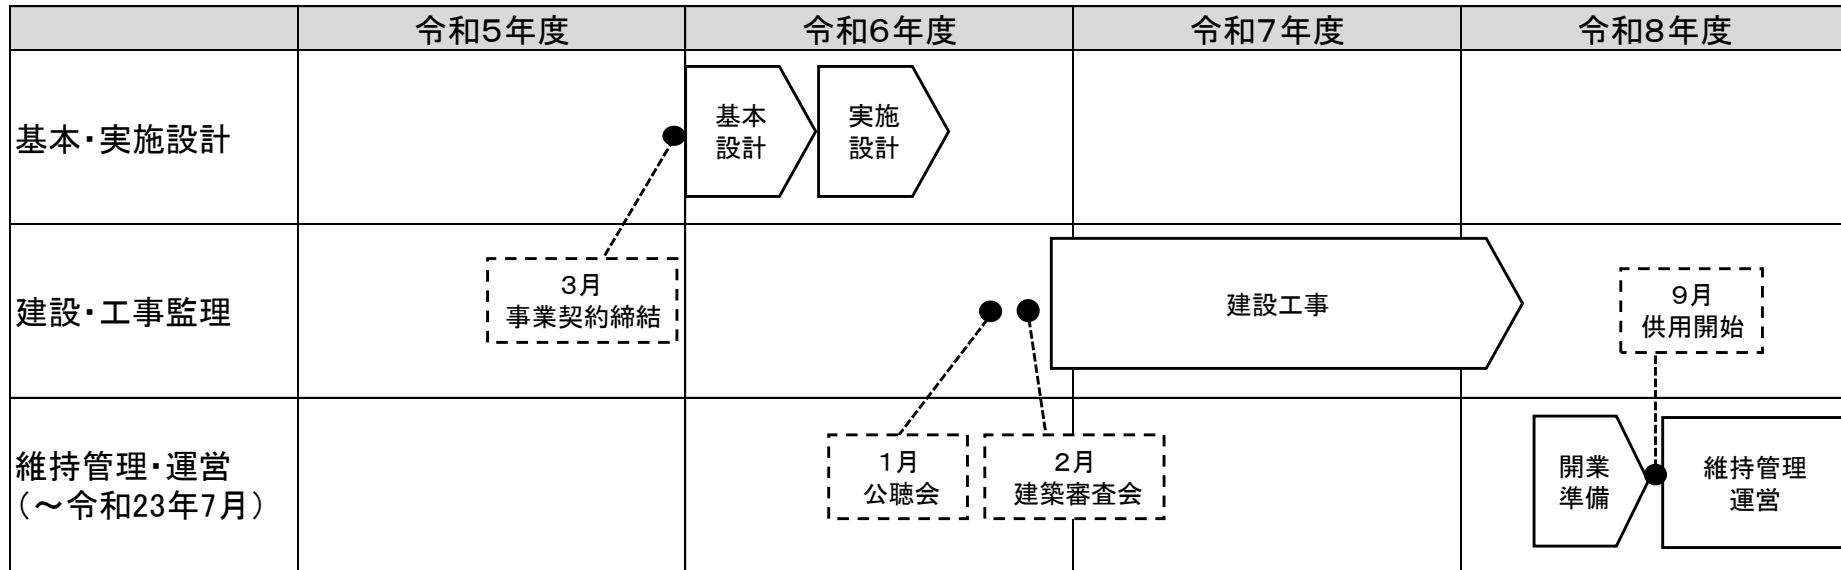 令和5年度
令和6年度
令和7年度
令和8年度
基本・実施設計
基本
設計
実施
設計
3月
事業契約締結
建設・工事監理
建設工事
9月
供用開始
1月
公聴会
2月
建築審査会
維持管理・運営
（～令和23年7月）
開業
準備
維持管理
運営